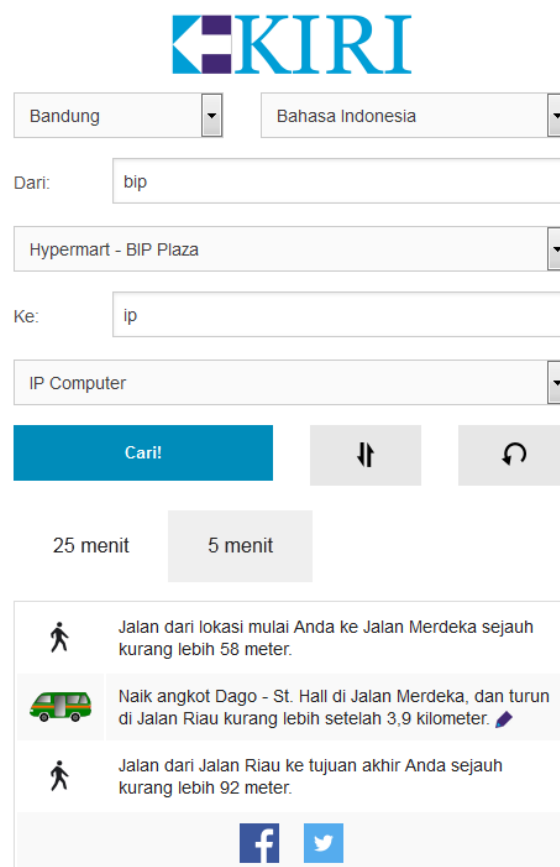 KIRI
Bandung
Bahasa Indonesia
Dari:
bip
Hypermart - BIP Plaza
Ke:
ip
IP Computer
Cari!
25 menit
5 menit
Jalan dari lokasi mulai Anda ke Jalan Merdeka sejauh
kurang lebih 58 meter.
Naik angkot Dago - St. Hall di Jalan Merdeka, dan turun
di Jalan Riau kurang lebih setelah 3,9 kilometer.
Jalan dari Jalan Riau ke tujuan akhir Anda sejauh
kurang lebih 92 meter.